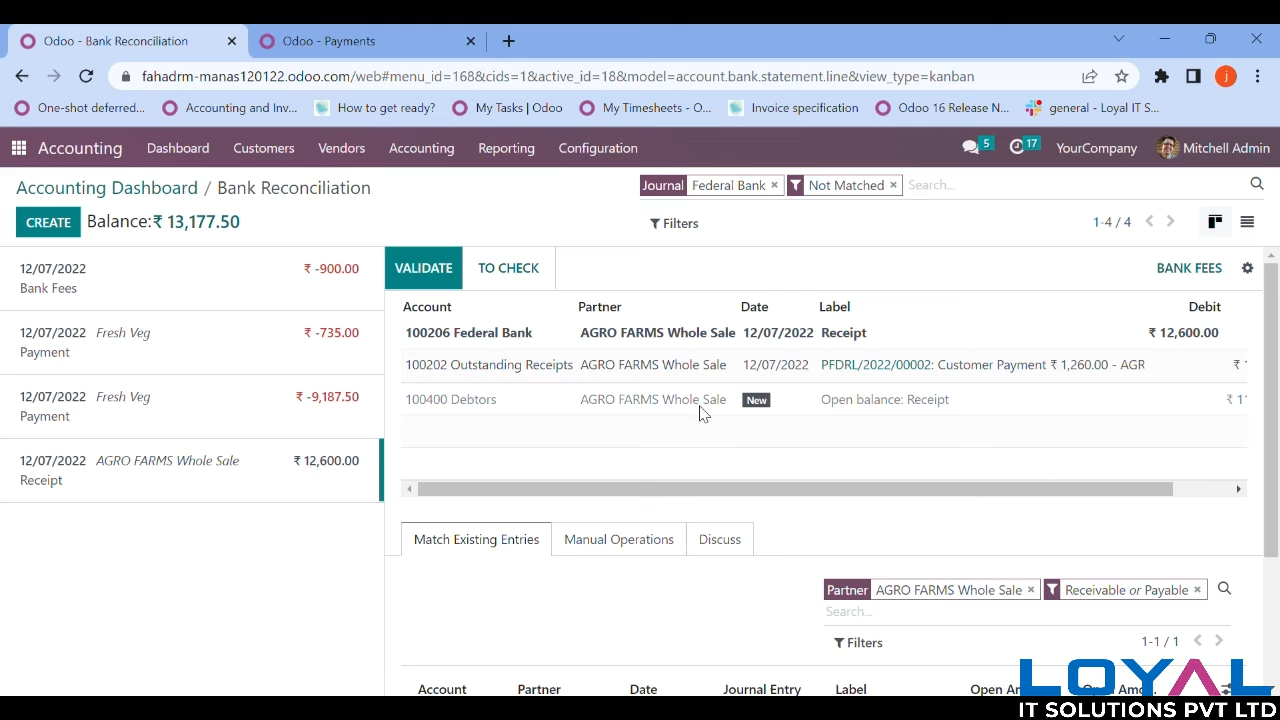 Odoo - Bank Reconciliation
Odoo - Payments
fahadrm-manas120122.odoo.com/web#menu_id=168&cids=1&active_id=18&model=account.bank.statement.line&view_type=kanban
j
One-shot deferred... Accounting and Inv... How to get ready? My Tasks | Odoo My Timesheets - O... Invoice specification Odoo 16 Release N... general - Loyal IT S...
Accounting Dashboard Customers Vendors Accounting Reporting Configuration 5 17 YourCompany Mitchell Admin
Accounting Dashboard / Bank Reconciliation
Journal Federal Bank × Not Matched × Search...
CREATE Balance:₹ 13,177.50
Filters 1-4 / 4
12/07/2022 ₹ -900.00
Bank Fees
12/07/2022 Fresh Veg ₹ -735.00
Payment
12/07/2022 Fresh Veg ₹ -9,187.50
Payment
12/07/2022 AGRO FARMS Whole Sale ₹ 12,600.00
Receipt
VALIDATE TO CHECK BANK FEES
Account Partner Date Label Debit
100206 Federal Bank AGRO FARMS Whole Sale 12/07/2022 Receipt ₹ 12,600.00
100202 Outstanding Receipts AGRO FARMS Whole Sale 12/07/2022 PFDRL/2022/00002: Customer Payment ₹ 1,260.00 - AGR ₹
100400 Debtors AGRO FARMS Whole Sale New Open balance: Receipt ₹ 11
Match Existing Entries Manual Operations Discuss
Partner AGRO FARMS Whole Sale × Receivable or Payable ×
Search...
Filters 1-1 / 1
Account Partner Date Journal Entry Label Open Am
LOYAL
IT SOLUTIONS PVT LTD